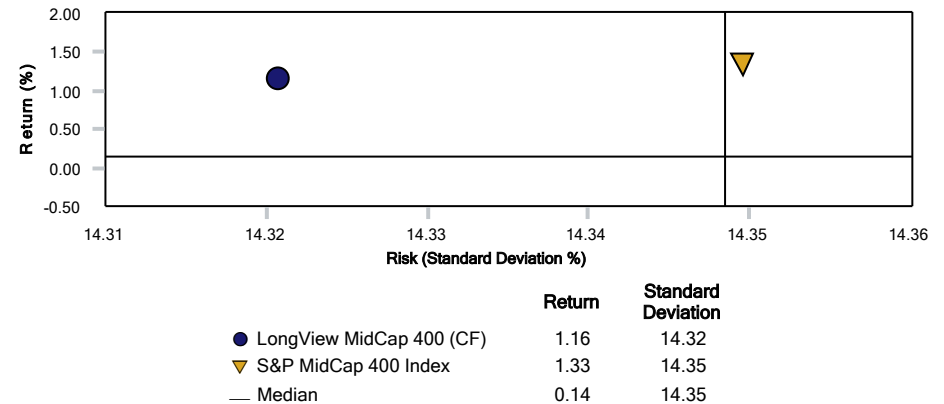 2.00
1.50
1.00
0.50
0.00
-0.50
Return (%)
14.31 14.32 14.33 14.34 14.35 14.36
Risk (Standard Deviation %)
Return Standard Deviation
LongView MidCap 400 (CF) 1.16 14.32
S&P MidCap 400 Index 1.33 14.35
Median 0.14 14.35